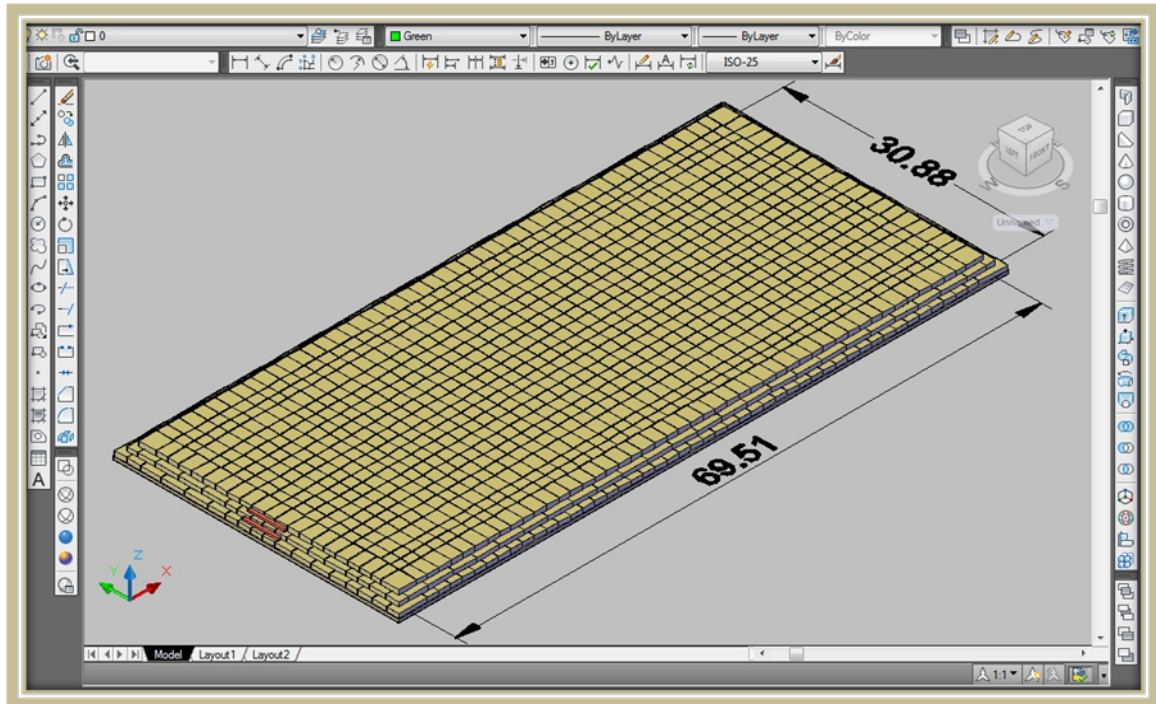 0
Green
ByLayer
ByLayer
ByColor
ISO-25
30.88
TOP
LEFT
FRONT
W
S
Unnamed
69.51
A
Z
Y
X
Model
Layout1
Layout2
1:1